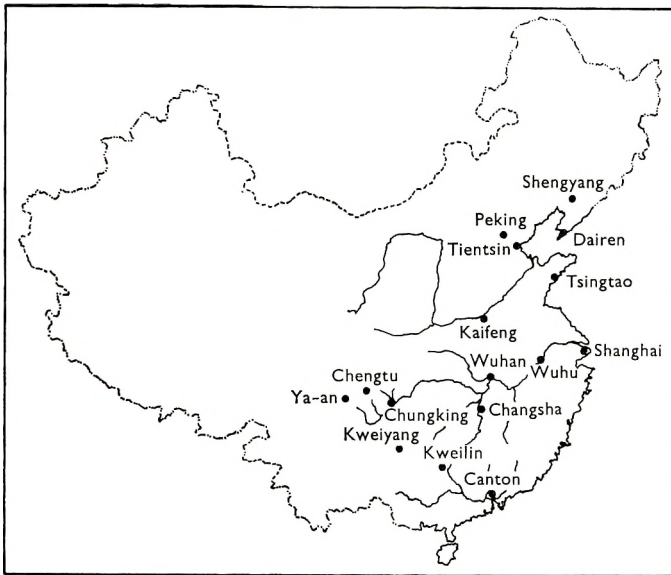 Shengyang
Peking
Tientsin
Dairen
Tsingtao
Kaifeng
Shanghai
Wuhan
Wuhu
Chengtu
Ya-an
Chungking
Changsha
Kweiyang
Kweilin
Canton